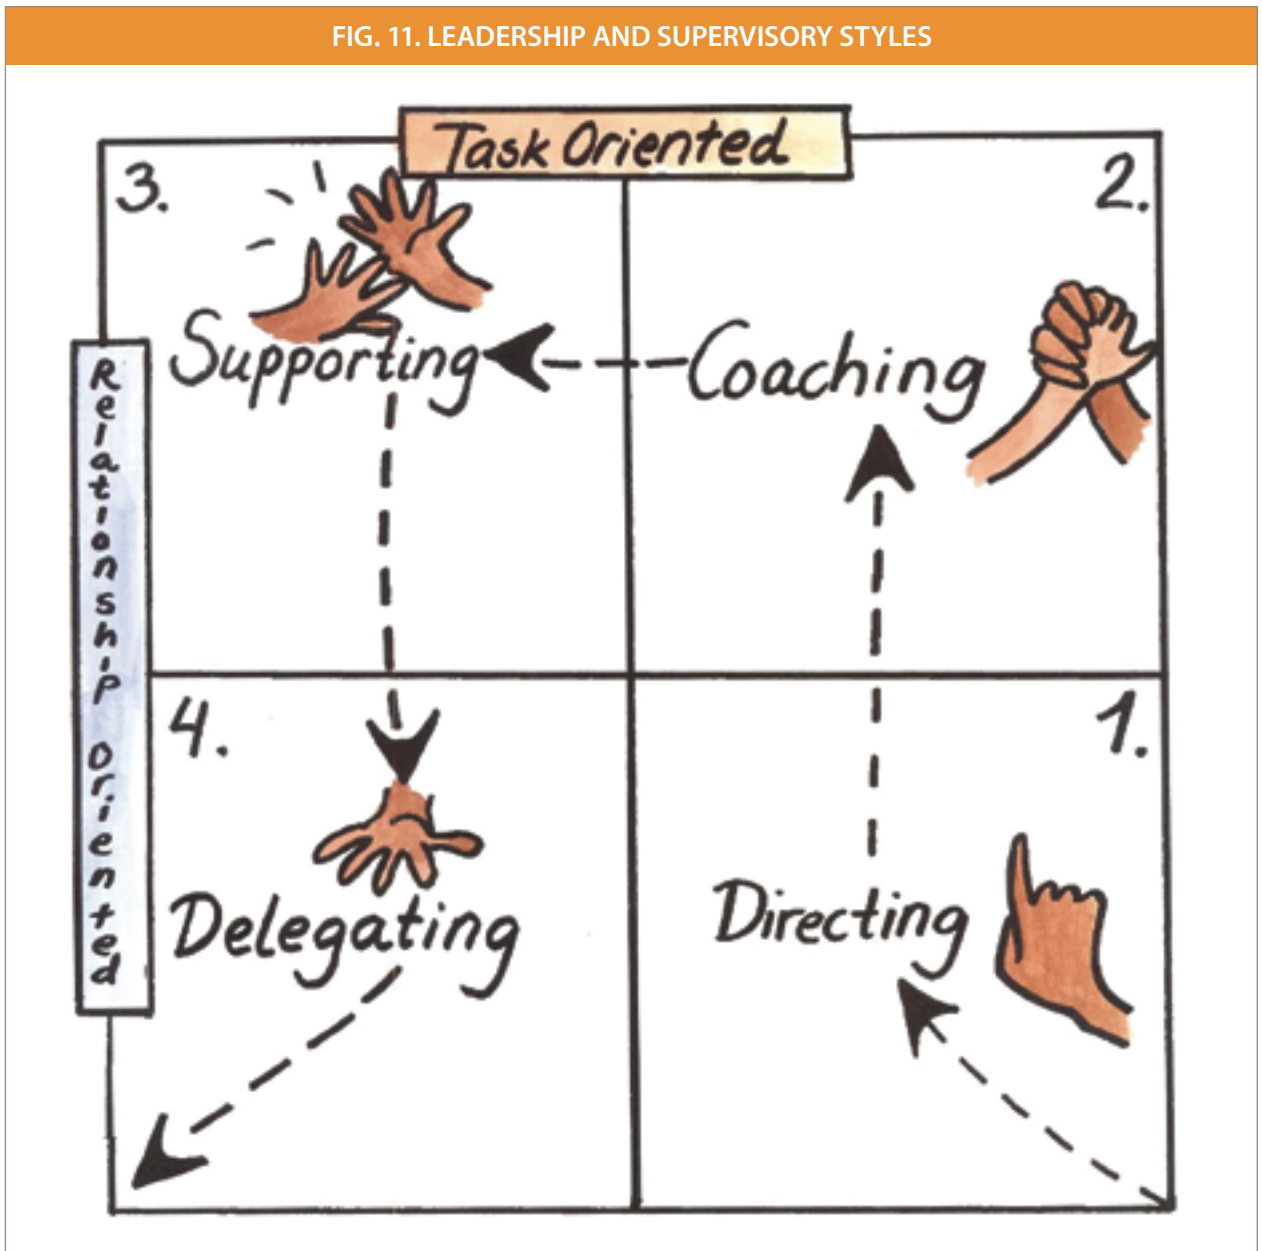 FIG. 11. LEADERSHIP AND SUPERVISORY STYLES
Task Oriented
3.
2.
Supporting
Coaching
Relationship Oriented
4.
1.
Delegating
Directing